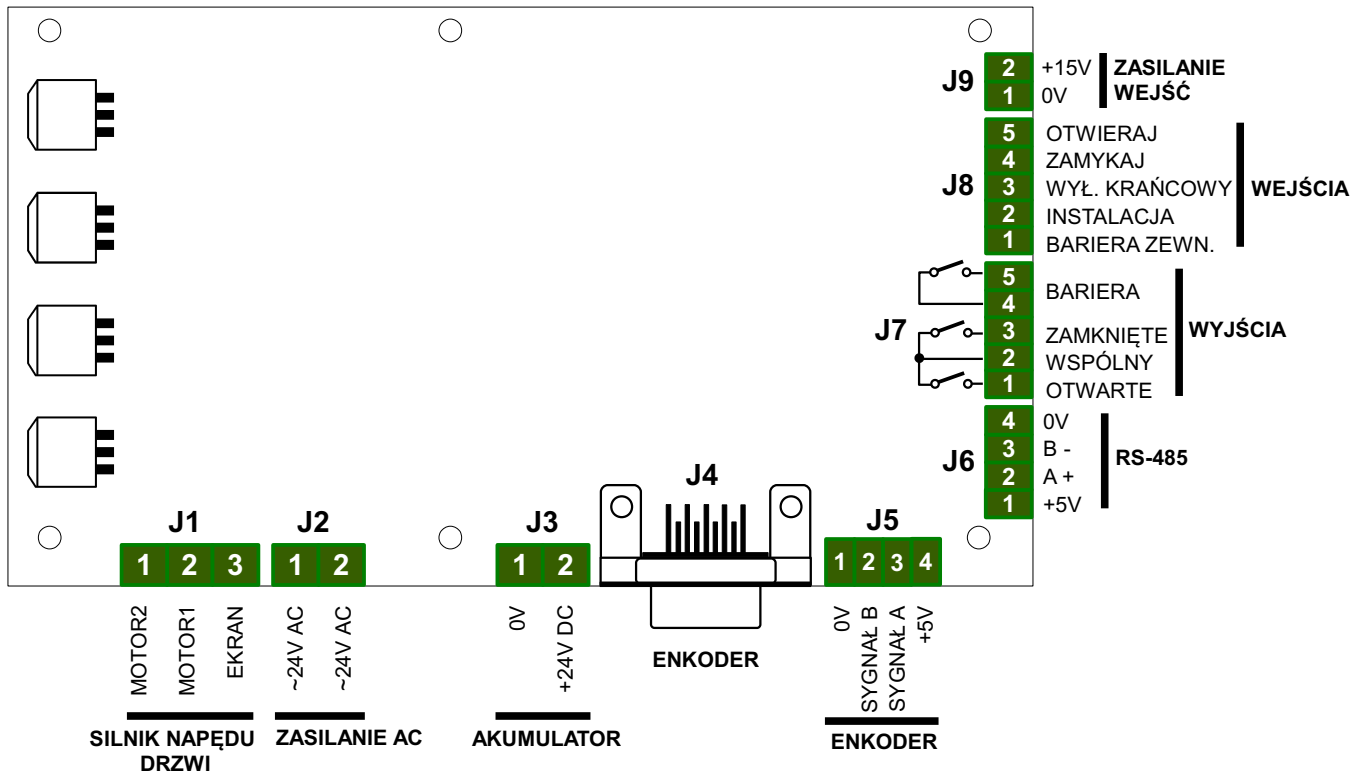 J9
2 +15V
1 0V
ZASILANIE
WEJŚĆ
J8
5 OTWIERAJ
4 ZAMYKAJ
3 WYŁ. KRAŃCOWY
2 INSTALACJA
1 BARIERA ZEWN.
WEJŚCIA
J7
5
BARIERA
4
3 ZAMKNIĘTE
2 WSPÓLNY
1 OTWARTE
WYJŚCIA
J6
4 0V
3 B -
2 A +
1 +5V
RS-485
J1
1 2 3
MOTOR2
MOTOR1
EKRAN
SILNIK NAPĘDU
DRZWI
J2
1 2
~24V AC
~24V AC
ZASILANIE AC
J3
1 2
0V
+24V DC
AKUMULATOR
J4
ENKODER
J5
1 2 3 4
0V
SYGNAŁ B
SYGNAŁ A
+5V
ENKODER